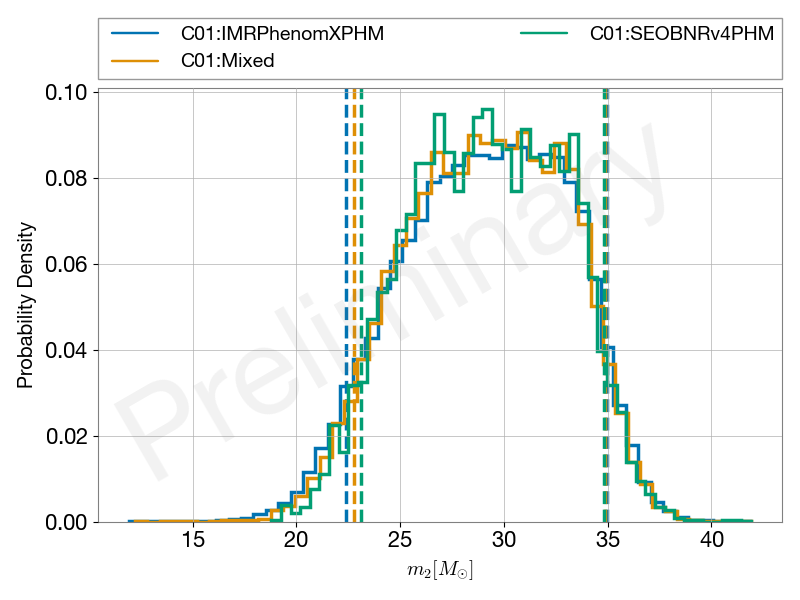 C01:IMRPhenomXPHM
C01:Mixed
C01:SEOBNRv4PHM
Preliminary
Probability Density
0.10
0.08
0.06
0.04
0.02
0.00
15 20 25 30 35 40
m₂[M☉]